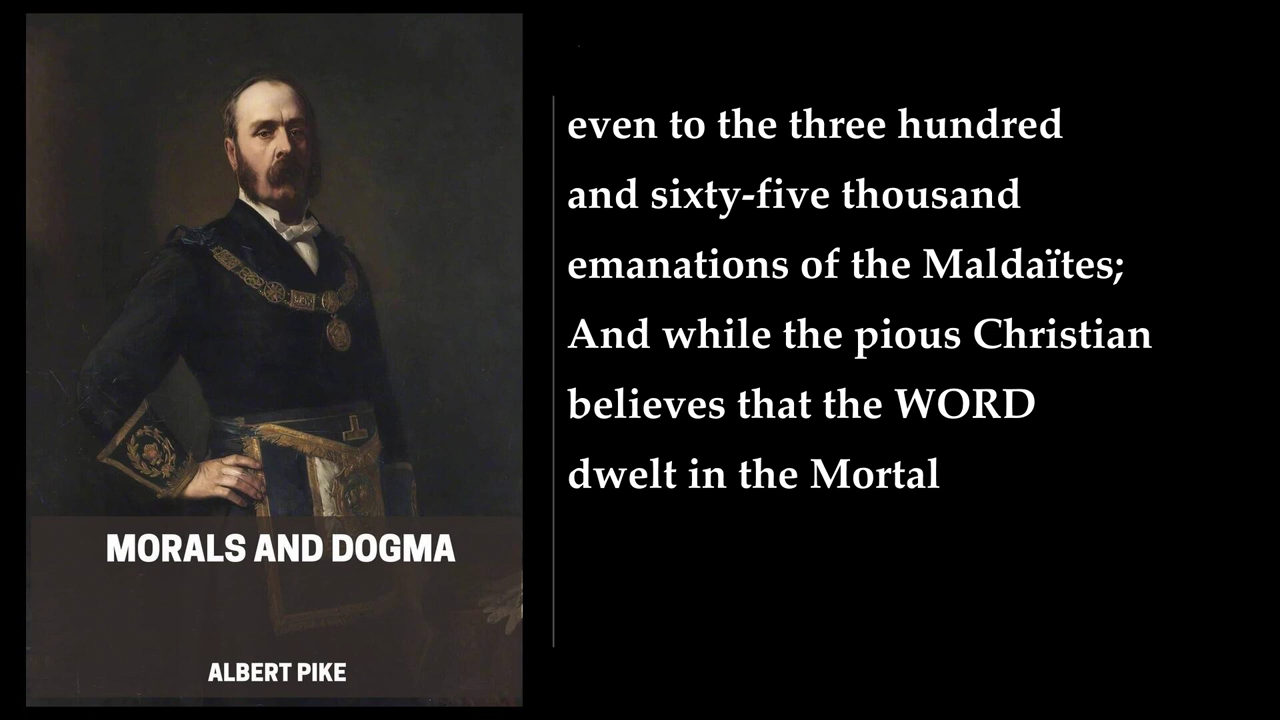 MORALS AND DOGMA
ALBERT PIKE
even to the three hundred
and sixty-five thousand
emanations of the Maldaïtes;
And while the pious Christian
believes that the WORD
dwelt in the Mortal